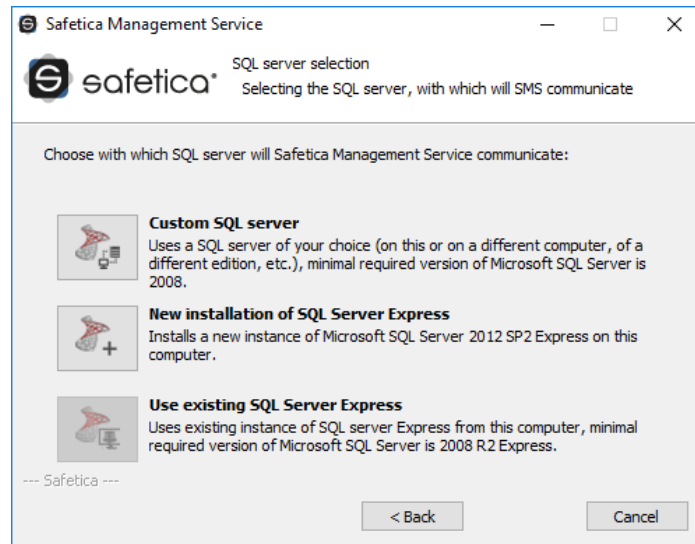 Safetica Management Service
safetica
SQL server selection
Selecting the SQL server, with which will SMS communicate
Choose with which SQL server will Safetica Management Service communicate:
Custom SQL server
Uses a SQL server of your choice (on this or on a different computer, of a
different edition, etc.), minimal required version of Microsoft SQL Server is
2008.
New installation of SQL Server Express
Installs a new instance of Microsoft SQL Server 2012 SP2 Express on this
computer.
Use existing SQL Server Express
Uses existing instance of SQL server Express from this computer, minimal
required version of Microsoft SQL Server is 2008 R2 Express.
--- Safetica ---
< Back
Cancel